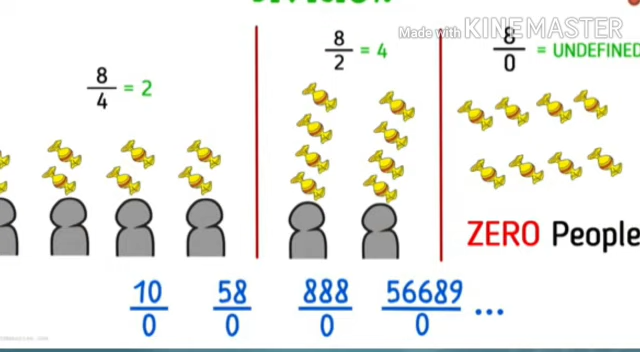 DIVISION
Made with KINEMASTER
8/4 = 2
8/2 = 4
8/0 = UNDEFINED
ZERO People
10/0 58/0 888/0 56689/0 ...